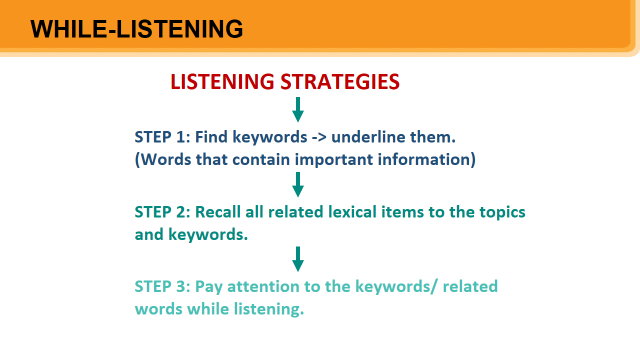 WHILE-LISTENING
LISTENING STRATEGIES
STEP 1: Find keywords -> underline them.
(Words that contain important information)
STEP 2: Recall all related lexical items to the topics
and keywords.
STEP 3: Pay attention to the keywords/ related
words while listening.